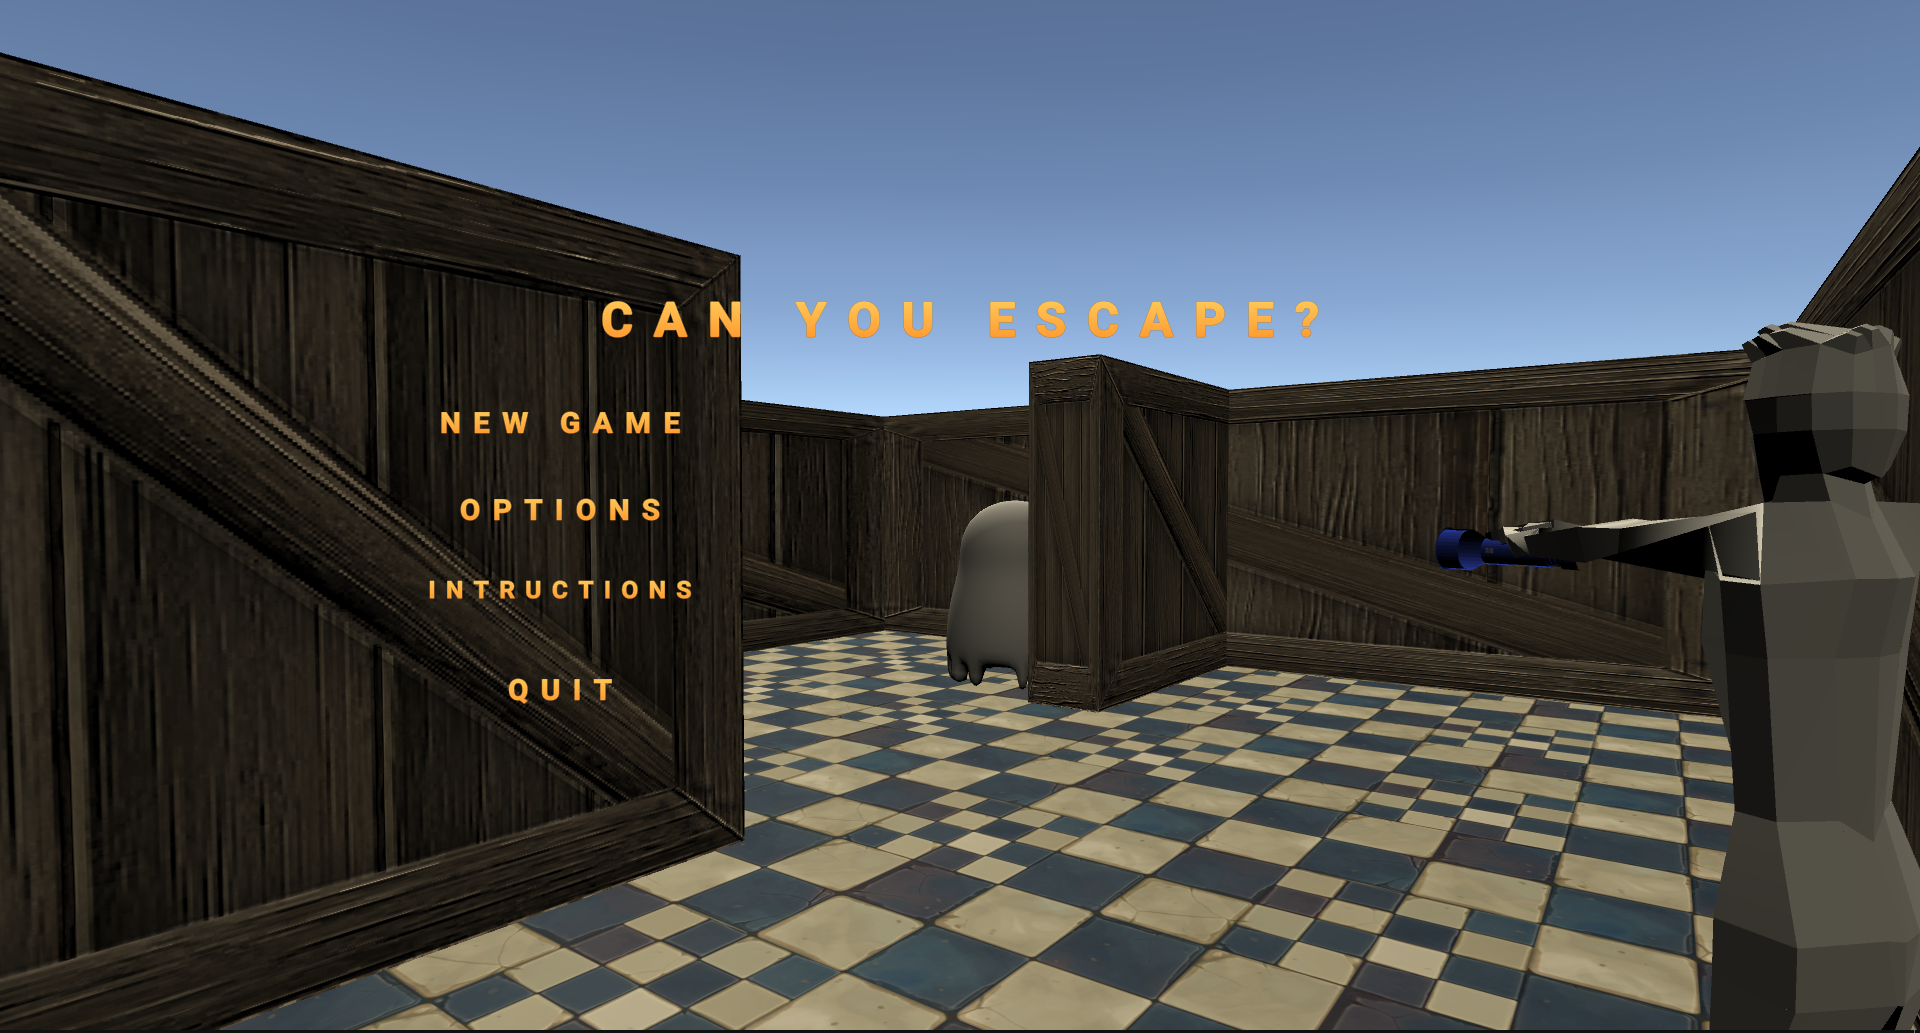 CAN YOU ESCAPE?
NEW GAME
OPTIONS
INTRUCTIONS
QUIT